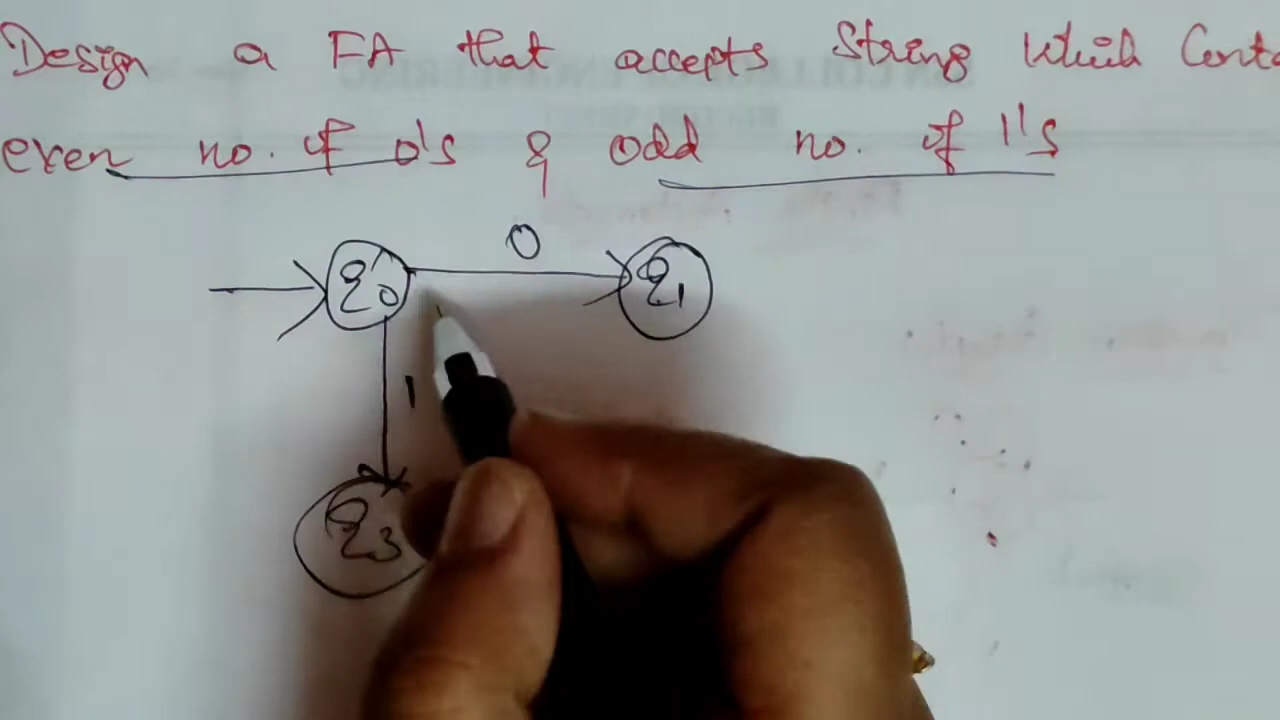 Design a FA that accepts String which Conta
even no. of 0's & odd no. of 1's
0
q0 q1
1
q3